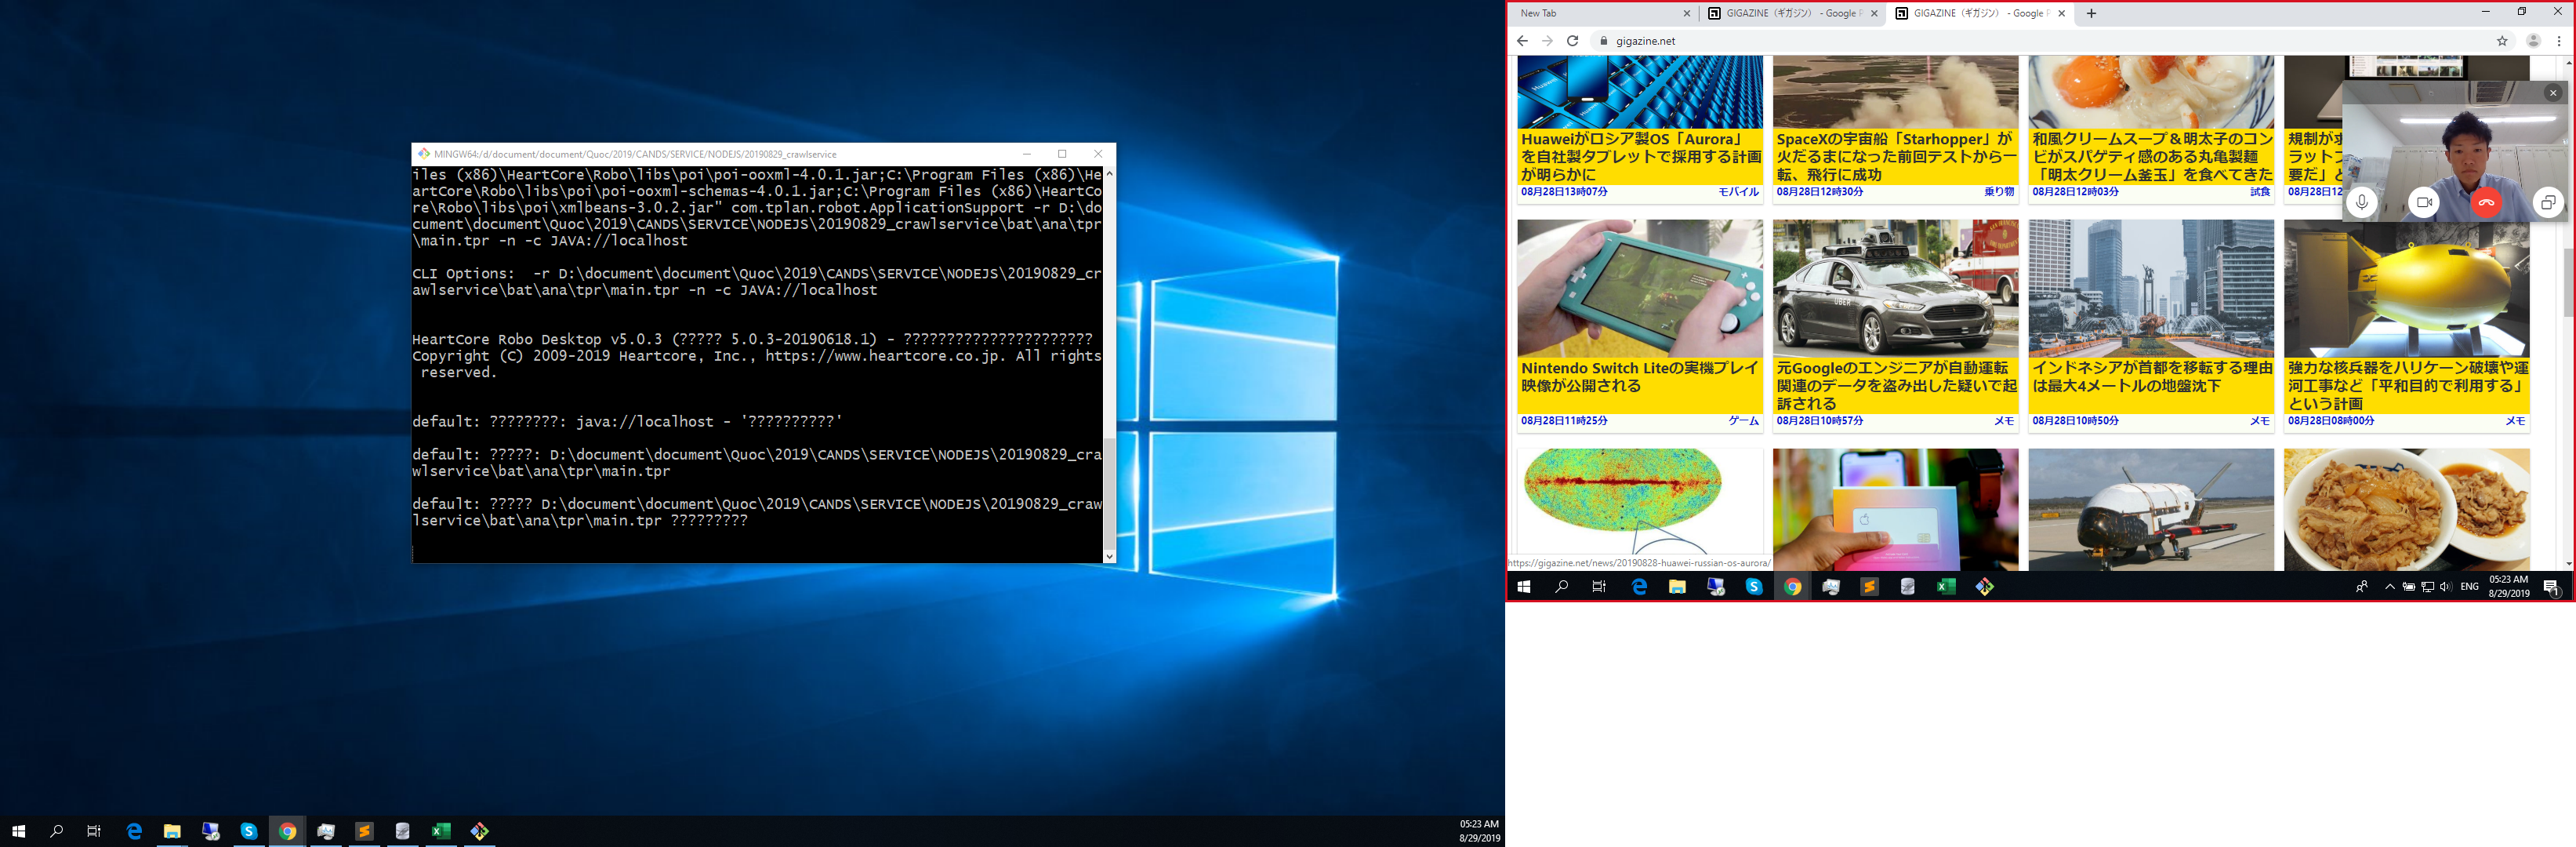 MINGW64:/d/document/document/Quoc/2019/CANDS/SERVICE/NODEJS/20190829_crawlservice
iles (x86)\HeartCore\Robo\libs\poi\poi-ooxml-4.0.1.jar;C:\Program Files (x86)\He
artCore\Robo\libs\poi\poi-ooxml-schemas-4.0.1.jar;C:\Program Files (x86)\HeartCo
re\Robo\libs\poi\xmlbeans-3.0.2.jar" com.tplan.robot.ApplicationSupport -r D:\do
cument\document\Quoc\2019\CANDS\SERVICE\NODEJS\20190829_crawlservice\bat\ana\tpr
\main.tpr -n -c JAVA://localhost
CLI Options:  -r D:\document\document\Quoc\2019\CANDS\SERVICE\NODEJS\20190829_cr
awlservice\bat\ana\tpr\main.tpr -n -c JAVA://localhost
HeartCore Robo Desktop v5.0.3 (????? 5.0.3-20190618.1) - ??????????????????????
Copyright (C) 2009-2019 Heartcore, Inc., https://www.heartcore.co.jp. All rights
 reserved.
default: ????????: java://localhost - '??????????'
default: ?????: D:\document\document\Quoc\2019\CANDS\SERVICE\NODEJS\20190829_cra
wlservice\bat\ana\tpr\main.tpr
default: ????? D:\document\document\Quoc\2019\CANDS\SERVICE\NODEJS\20190829_craw
lservice\bat\ana\tpr\main.tpr ?????????
05:23 AM
8/29/2019
New Tab
GIGAZINE（ギガジン） - Google P
GIGAZINE（ギガジン） - Google P
gigazine.net
Huaweiがロシア製OS「Aurora」
を自社製タブレットで採用する計画
が明らかに
08月28日13時07分 モバイル
SpaceXの宇宙船「Starhopper」が
火だるまになった前回テストから一
転、飛行に成功
08月28日12時30分 乗り物
和風クリームスープ＆明太子のコン
ビがスパゲティ感のある丸亀製麺
「明太クリーム釜玉」を食べてきた
08月28日12時03分 試食
規制が求
ラットフ
要だ」と
08月28日12
Nintendo Switch Liteの実機プレイ
映像が公開される
08月28日11時25分 ゲーム
UBER
元Googleのエンジニアが自動運転
関連のデータを盗み出した疑いで起
訴される
08月28日10時57分 メモ
インドネシアが首都を移転する理由
は最大4メートルの地盤沈下
08月28日10時50分 メモ
強力な核兵器をハリケーン破壊や運
河工事など「平和目的で利用する」
という計画
08月28日08時00分 メモ
https://gigazine.net/news/20190828-huawei-russian-os-aurora/
ENG
05:23 AM
8/29/2019
1